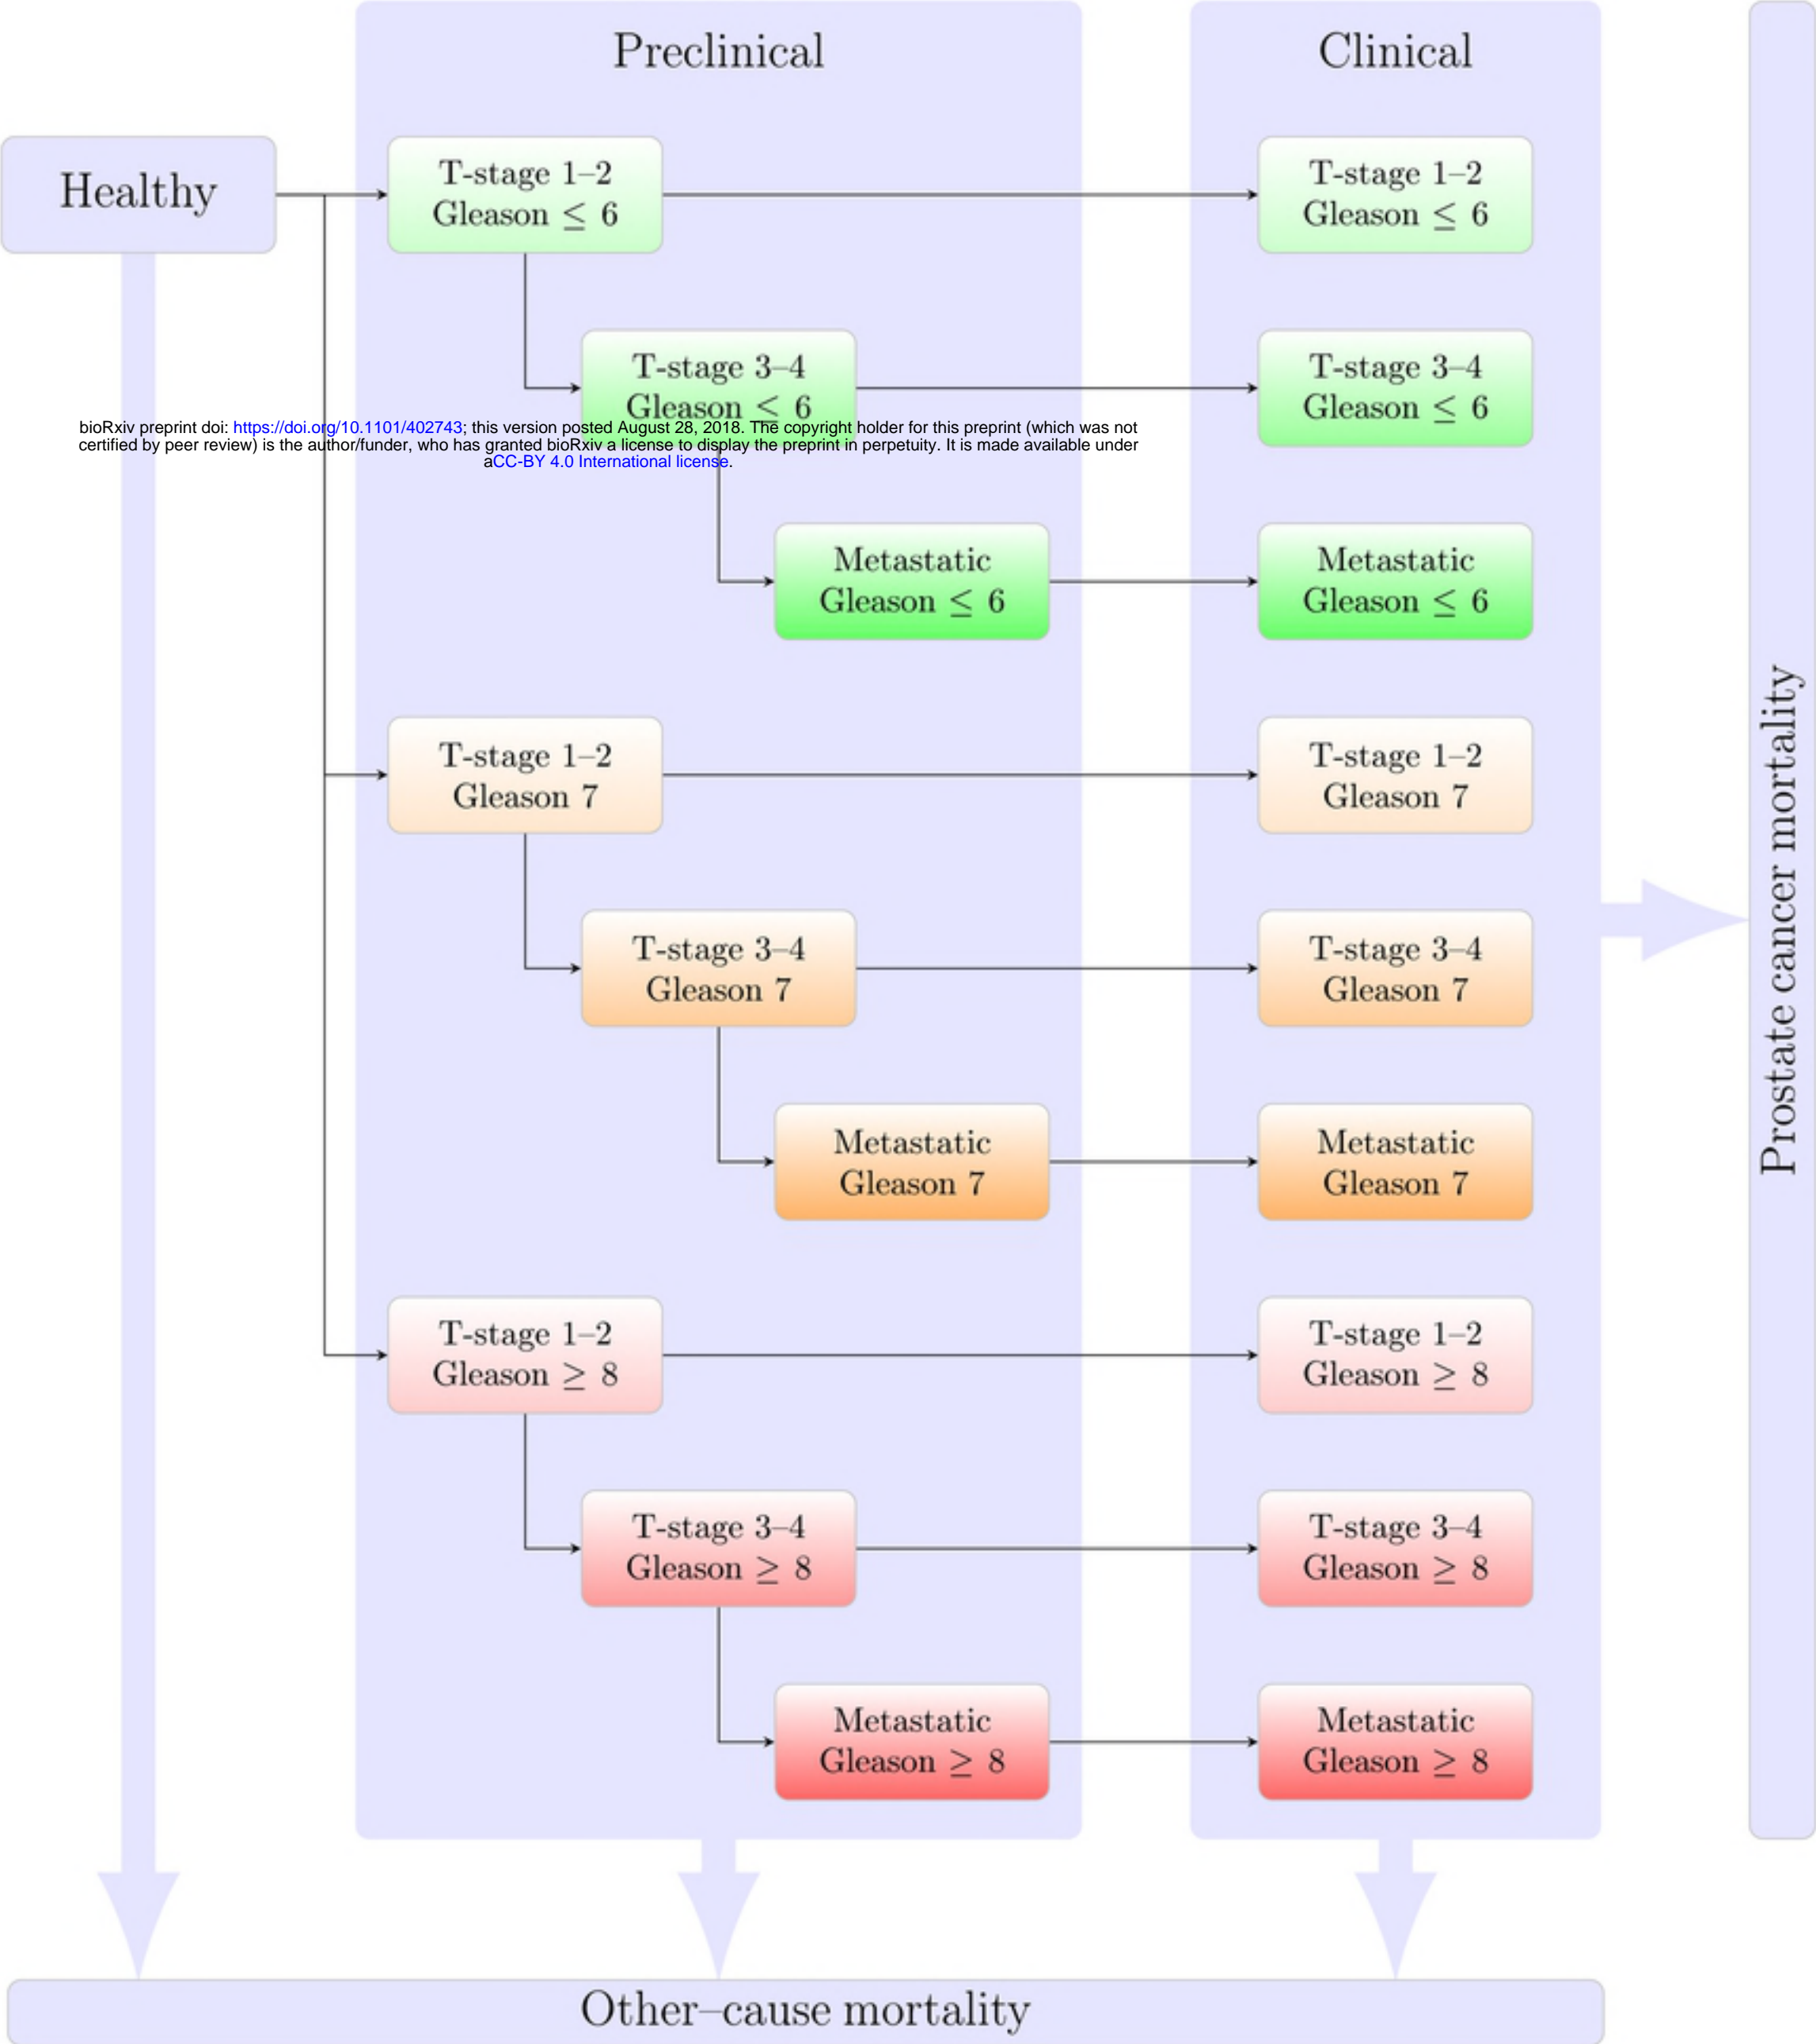 Preclinical
Clinical
Healthy
T-stage 1–2
Gleason ≤ 6
T-stage 1–2
Gleason ≤ 6
T-stage 3–4
Gleason ≤ 6
T-stage 3–4
Gleason ≤ 6
bioRxiv preprint doi: https://doi.org/10.1101/402743; this version posted August 28, 2018. The copyright holder for this preprint (which was not
certified by peer review) is the author/funder, who has granted bioRxiv a license to display the preprint in perpetuity. It is made available under
aCC-BY 4.0 International license.
Metastatic
Gleason ≤ 6
Metastatic
Gleason ≤ 6
T-stage 1–2
Gleason 7
T-stage 1–2
Gleason 7
T-stage 3–4
Gleason 7
T-stage 3–4
Gleason 7
Metastatic
Gleason 7
Metastatic
Gleason 7
T-stage 1–2
Gleason ≥ 8
T-stage 1–2
Gleason ≥ 8
T-stage 3–4
Gleason ≥ 8
T-stage 3–4
Gleason ≥ 8
Metastatic
Gleason ≥ 8
Metastatic
Gleason ≥ 8
Prostate cancer mortality
Other–cause mortality